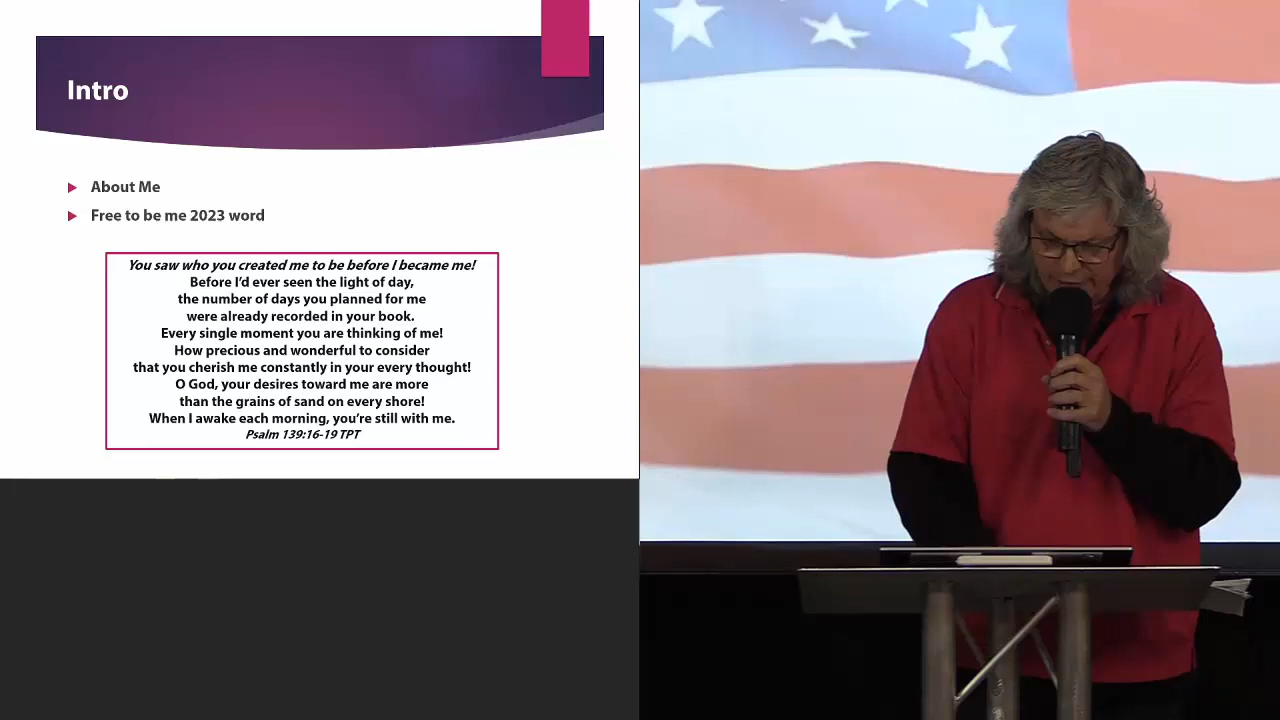 Intro
About Me
Free to be me 2023 word
You saw who you created me to be before I became me!
Before I’d ever seen the light of day,
the number of days you planned for me
were already recorded in your book.
Every single moment you are thinking of me!
How precious and wonderful to consider
that you cherish me constantly in your every thought!
O God, your desires toward me are more
than the grains of sand on every shore!
When I awake each morning, you’re still with me.
Psalm 139:16-19 TPT